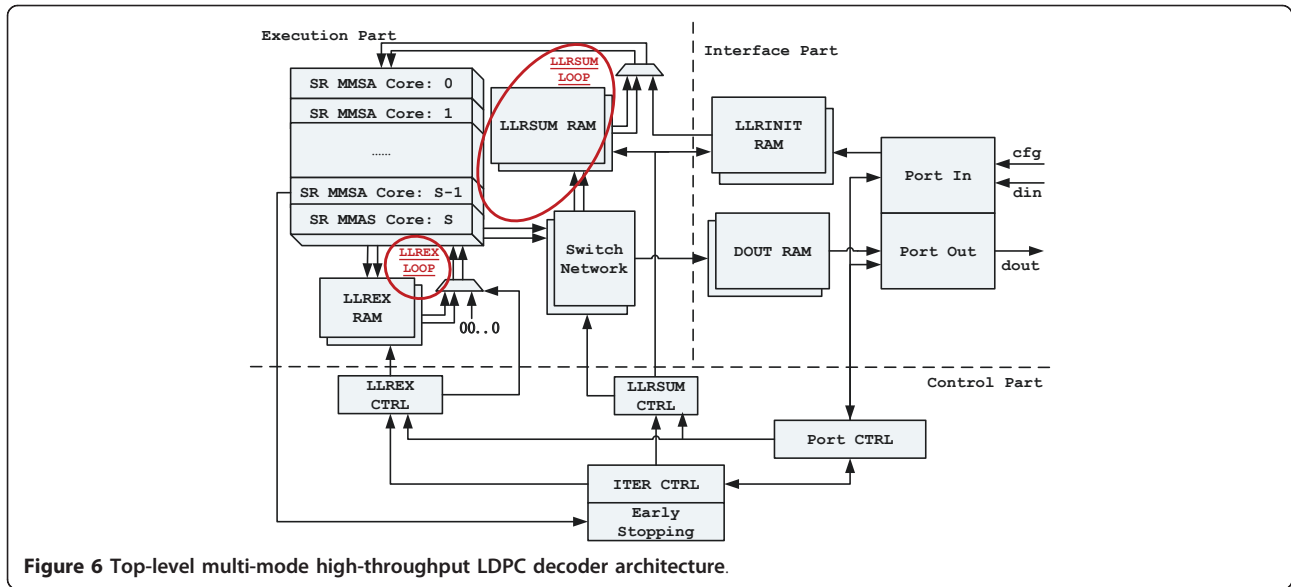 Execution Part
Interface Part
LLRSUM
LOOP
SR MMSA Core: 0
SR MMSA Core: 1
......
SR MMSA Core: S-1
SR MMAS Core: S
LLRSUM RAM
LLRINIT
RAM
Port In
cfg
din
Port Out
dout
Switch
Network
DOUT RAM
LLREX
LOOP
LLREX
RAM
00..0
Control Part
LLREX
CTRL
LLRSUM
CTRL
Port CTRL
ITER CTRL
Early
Stopping
Figure 6 Top-level multi-mode high-throughput LDPC decoder architecture.